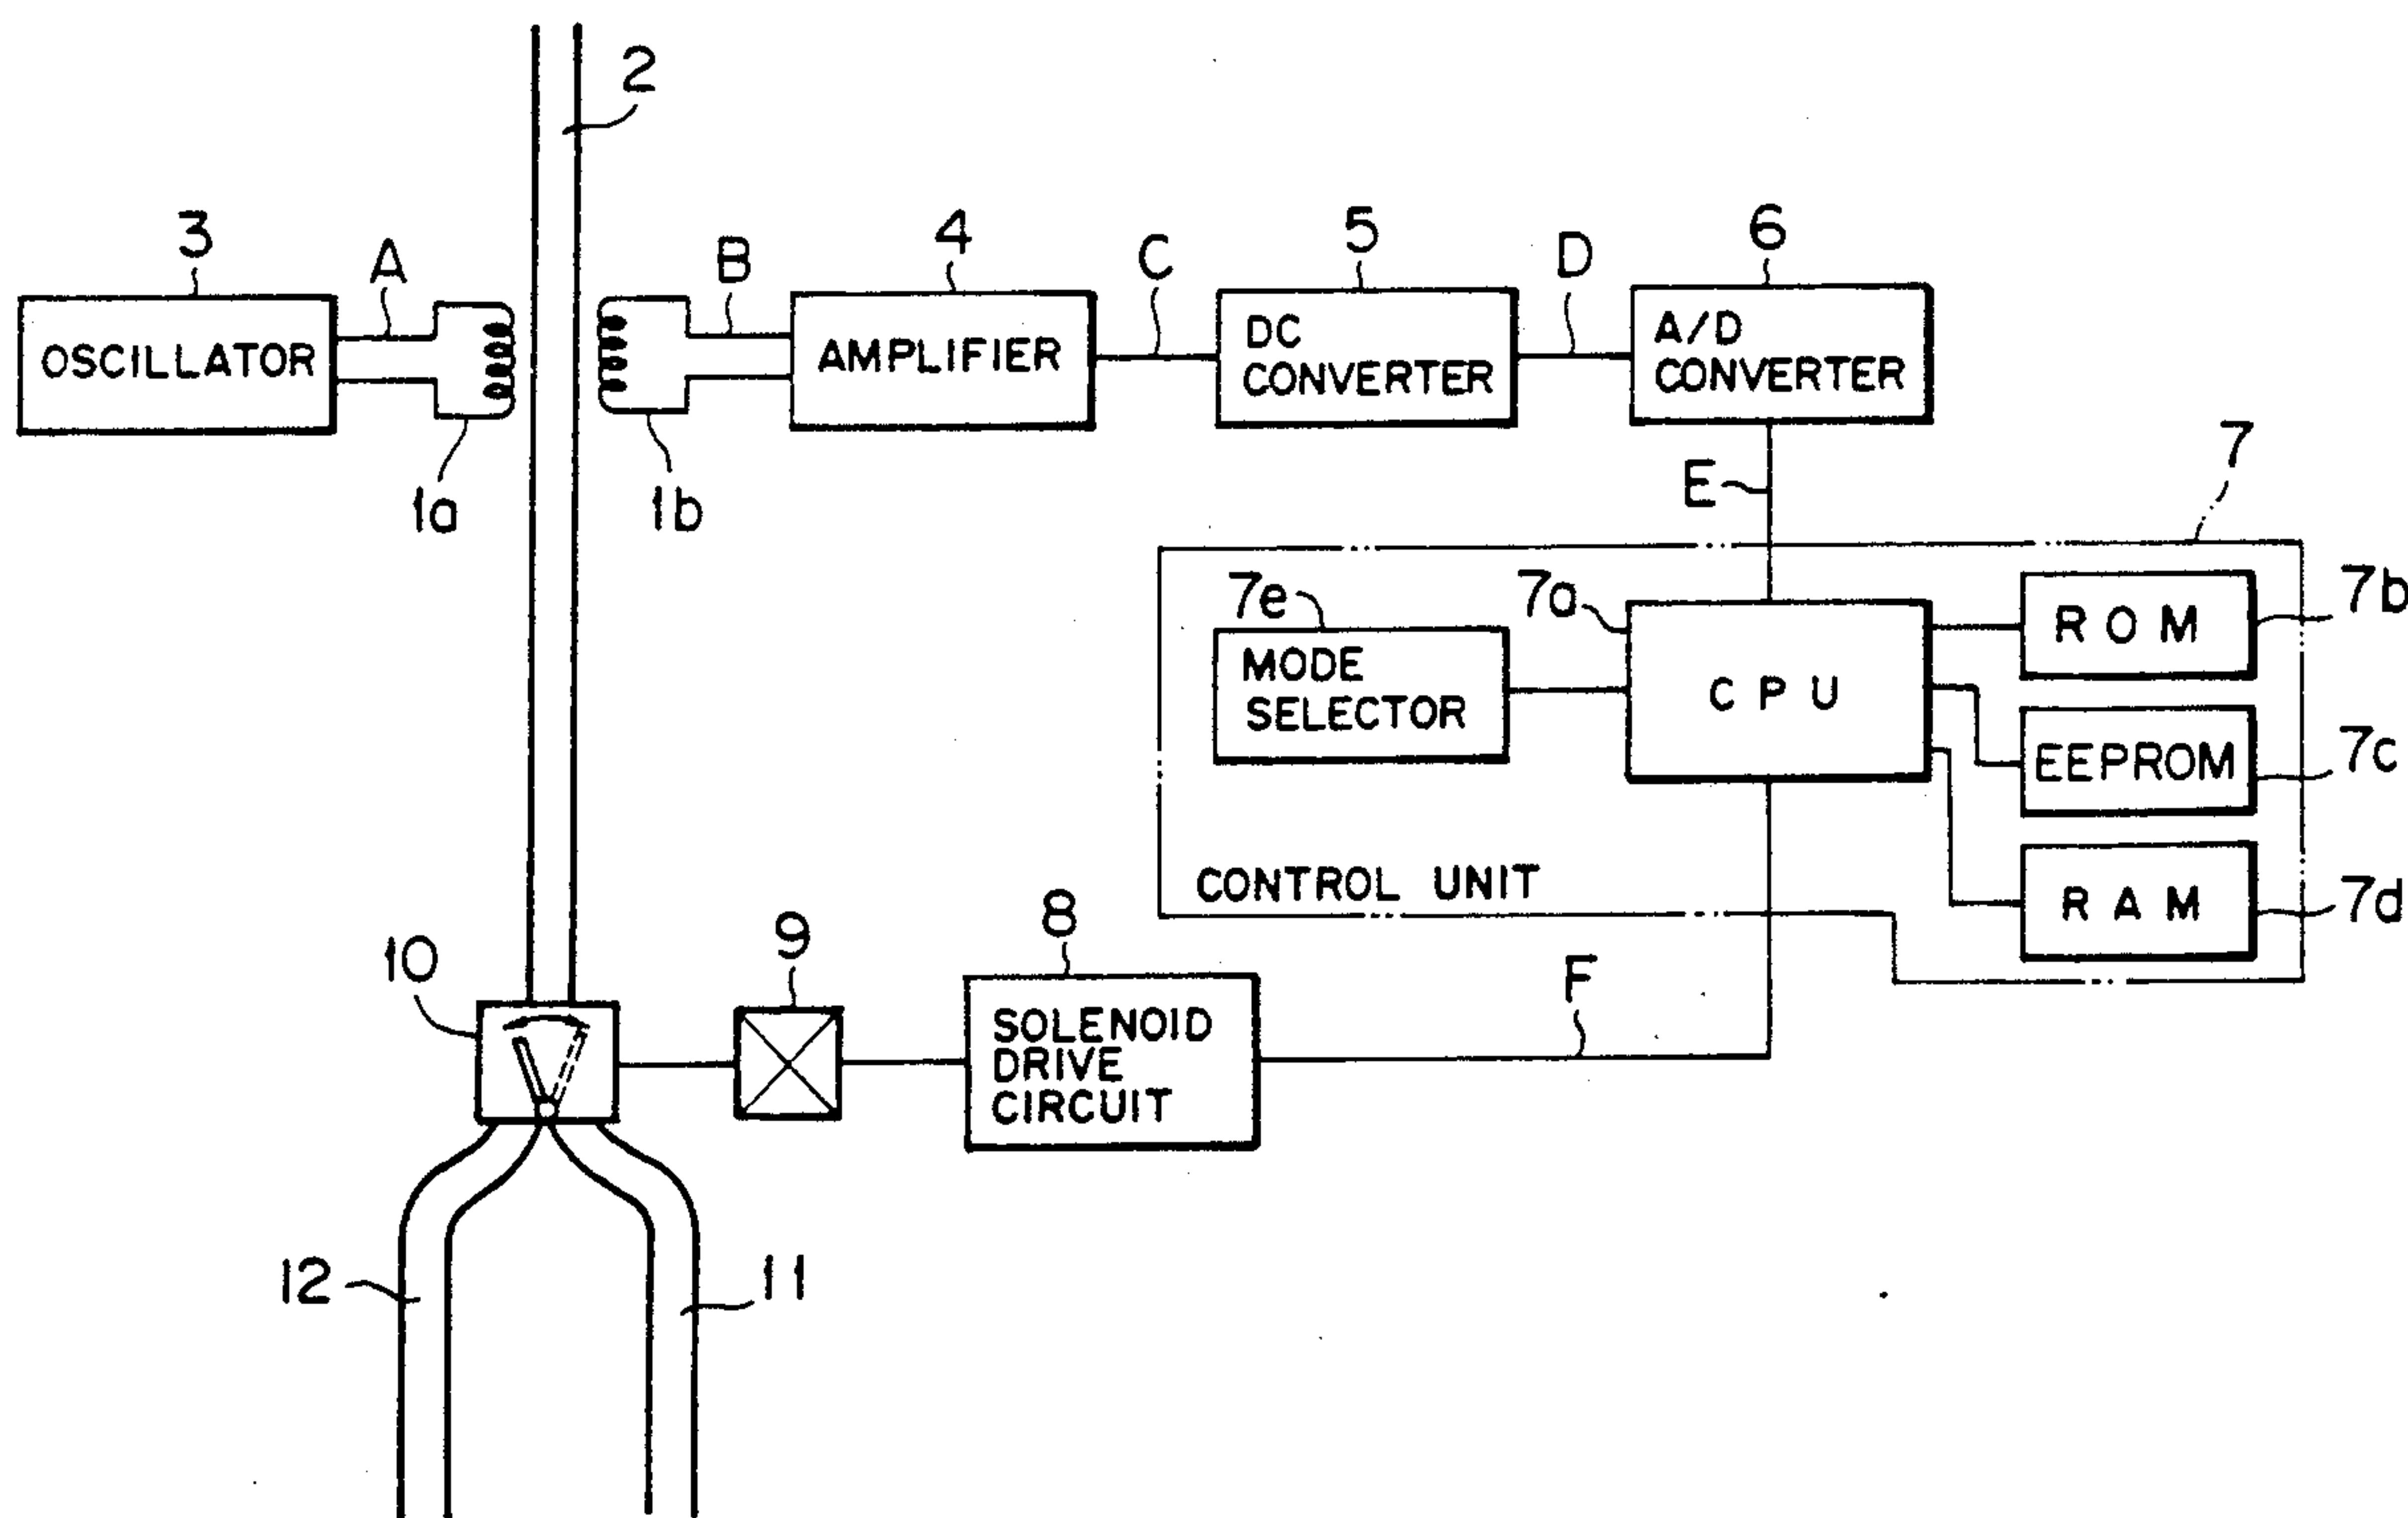 2
3
A
B
4
C
5
D
6
OSCILLATOR
AMPLIFIER
DC
CONVERTER
A/D
CONVERTER
1a
1b
E
7
7e
7a
7b
MODE
SELECTOR
CPU
ROM
7c
EEPROM
7d
RAM
CONTROL UNIT
10
9
8
F
SOLENOID
DRIVE
CIRCUIT
12
11